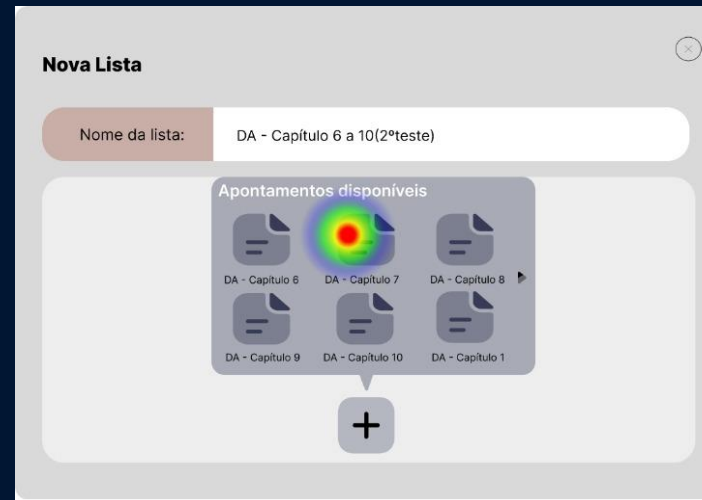 Nova Lista
Nome da lista: DA - Capítulo 6 a 10(2ºteste)
Apontamentos disponíveis
DA - Capítulo 6 DA - Capítulo 7 DA - Capítulo 8
DA - Capítulo 9 DA - Capítulo 10 DA - Capítulo 1